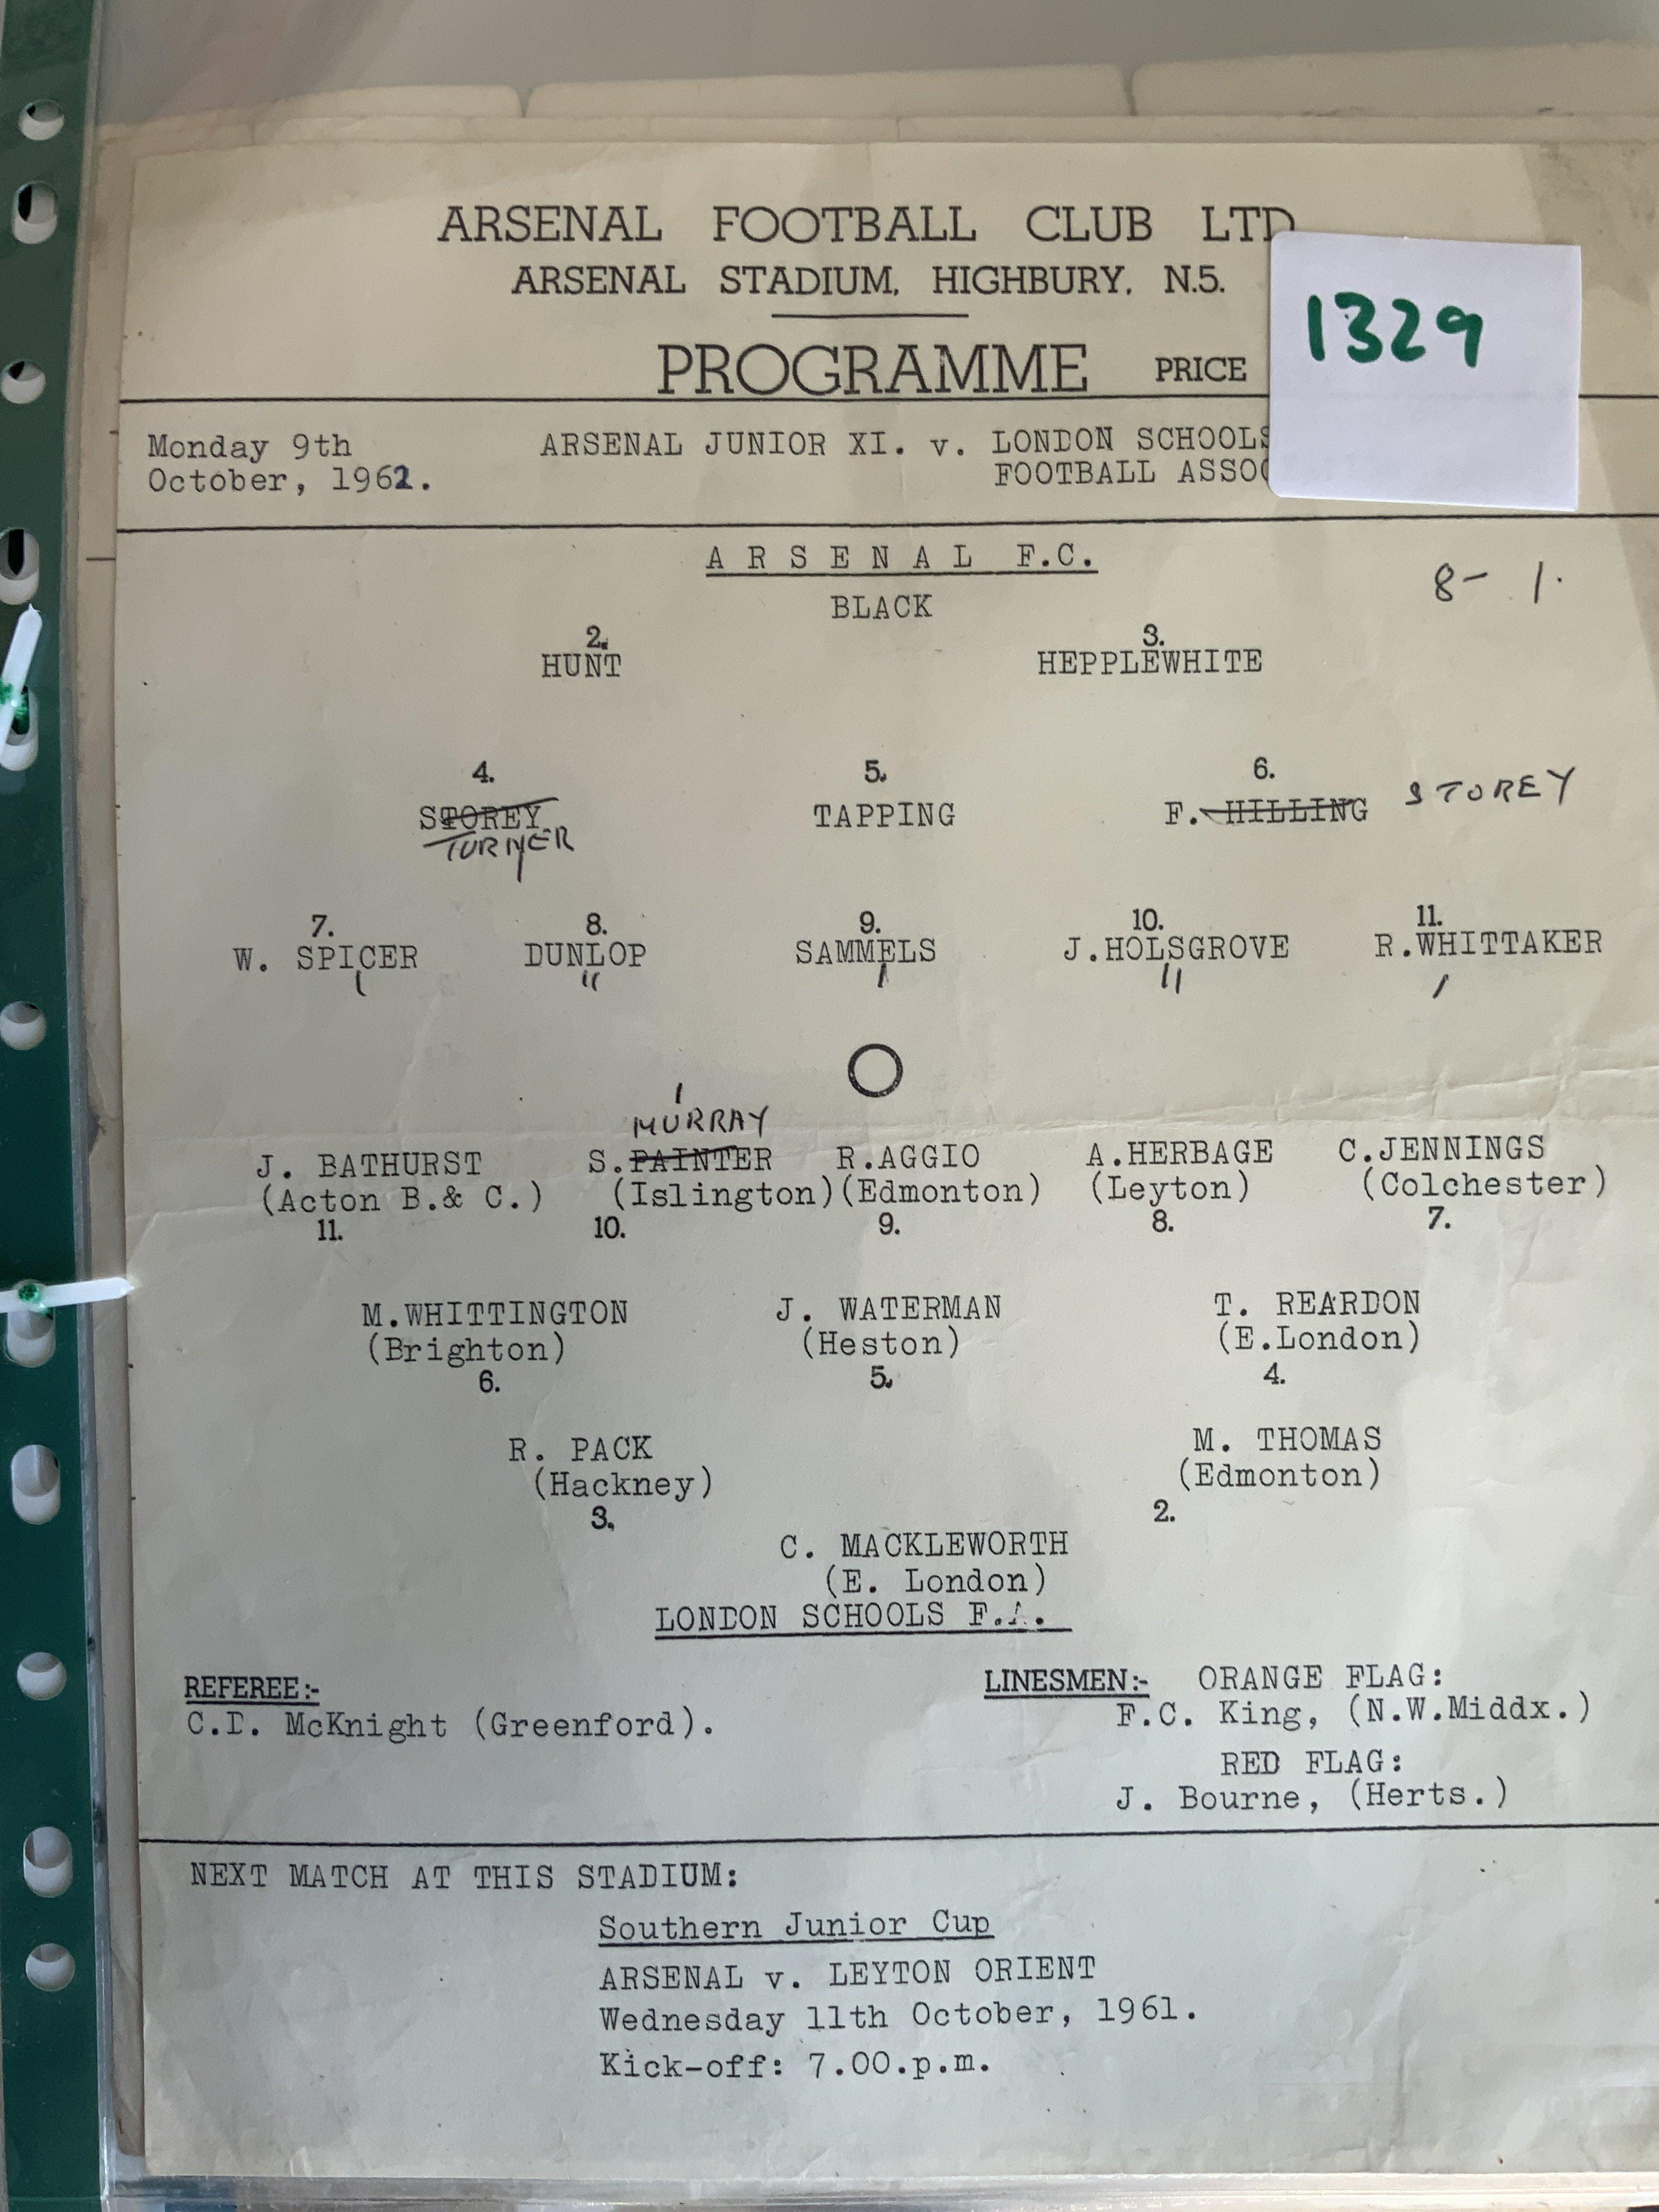 ARSENAL FOOTBALL CLUB LTD
ARSENAL STADIUM, HIGHBURY, N.5.
1329
PROGRAMME PRICE
Monday 9th ARSENAL JUNIOR XI. v. LONDON SCHOOLS
October, 1962. FOOTBALL ASSOC
ARSENAL F.C.
8-1.
BLACK
2. 3.
HUNT HEPPLEWHITE
4. 5. 6.
STOREY TAPPING F. HILLING STOREY
TURNER
7. 8. 9. 10. 11.
W. SPICER DUNLOP SAMMELS J.HOLSGROVE R.WHITTAKER
MURRAY
J. BATHURST S.PAINTER R.AGGIO A.HERBAGE C.JENNINGS
(Acton B.& C.) (Islington) (Edmonton) (Leyton) (Colchester)
11. 10. 9. 8. 7.
M.WHITTINGTON J. WATERMAN T. REARDON
(Brighton) (Heston) (E.London)
6. 5. 4.
R. PACK M. THOMAS
(Hackney) (Edmonton)
3. 2.
C. MACKLEWORTH
(E. London)
LONDON SCHOOLS F.A.
REFEREE:- LINESMEN:- ORANGE FLAG:
C.D. McKnight (Greenford). F.C. King, (N.W.Middx.)
RED FLAG:
J. Bourne, (Herts.)
NEXT MATCH AT THIS STADIUM:
Southern Junior Cup
ARSENAL v. LEYTON ORIENT
Wednesday 11th October, 1961.
Kick-off: 7.00.p.m.